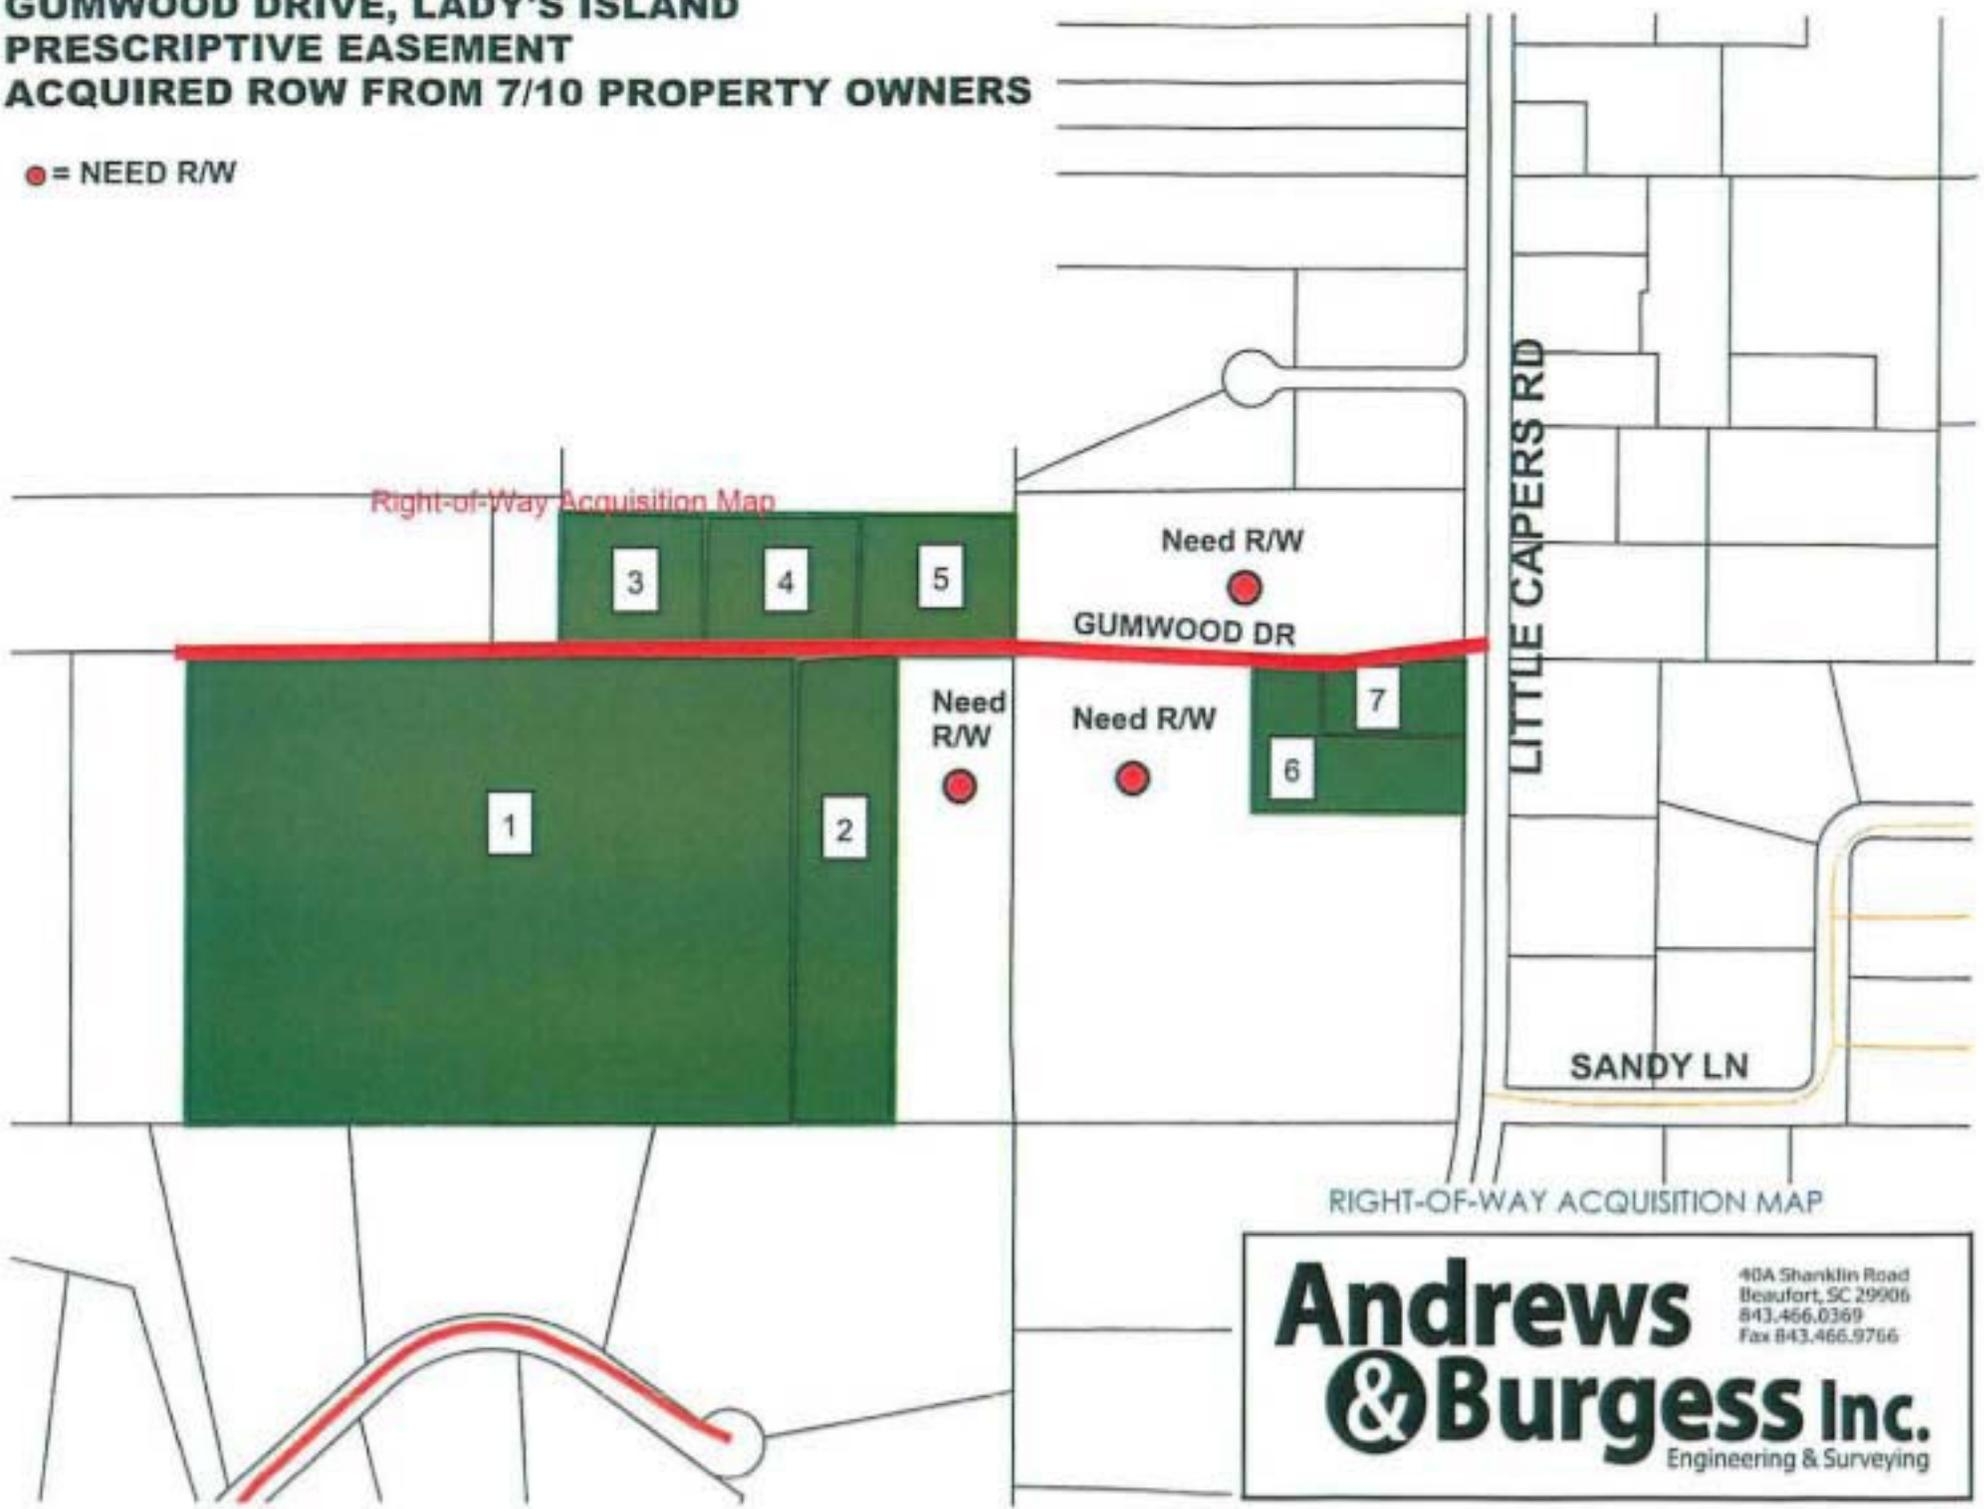 GUMWOOD DRIVE, LADY'S ISLAND
PRESCRIPTIVE EASEMENT
ACQUIRED ROW FROM 7/10 PROPERTY OWNERS
= NEED R/W
Right-of-Way Acquisition Map
3
4
5
Need R/W
GUMWOOD DR
LITTLE CAPERS RD
1
2
Need
R/W
Need R/W
7
6
SANDY LN
RIGHT-OF-WAY ACQUISITION MAP
Andrews
& Burgess Inc.
Engineering & Surveying
40A Shanklin Road
Beaufort, SC 29906
843.466.0369
Fax 843.466.9766